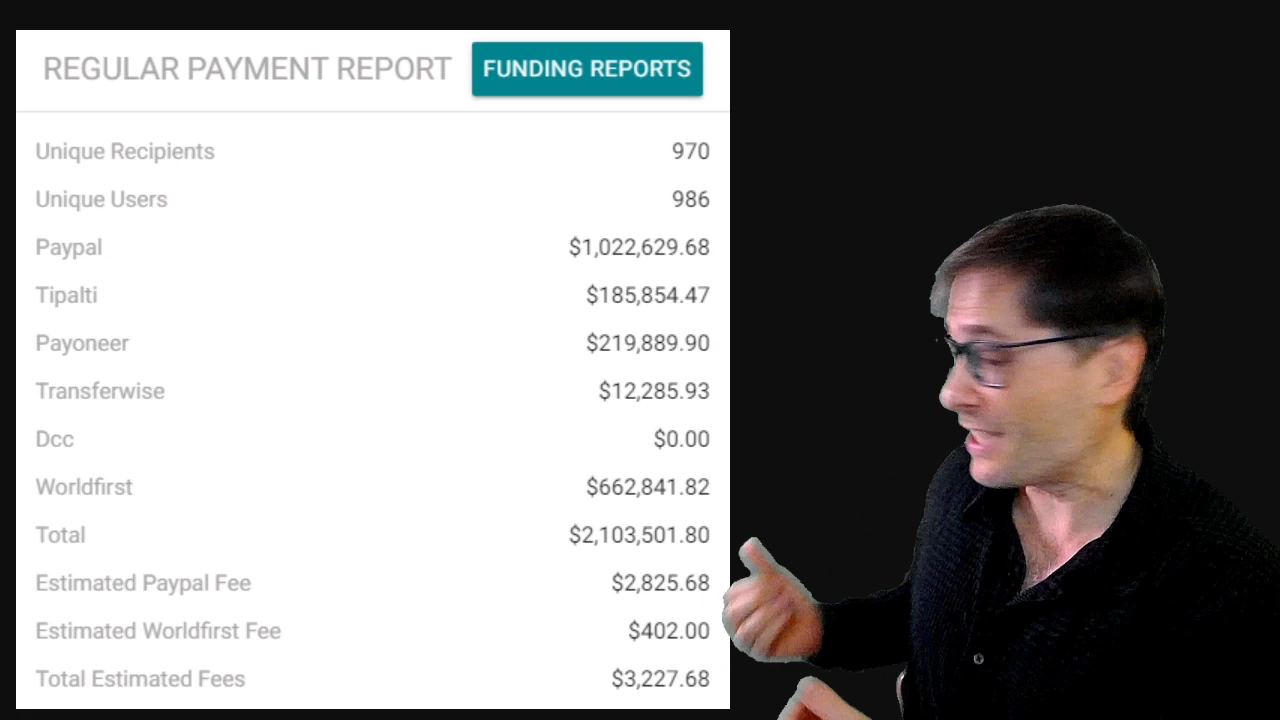 REGULAR PAYMENT REPORT FUNDING REPORTS
Unique Recipients 970
Unique Users 986
Paypal $1,022,629.68
Tipalti $185,854.47
Payoneer $219,889.90
Transferwise $12,285.93
Dcc $0.00
Worldfirst $662,841.82
Total $2,103,501.80
Estimated Paypal Fee $2,825.68
Estimated Worldfirst Fee $402.00
Total Estimated Fees $3,227.68